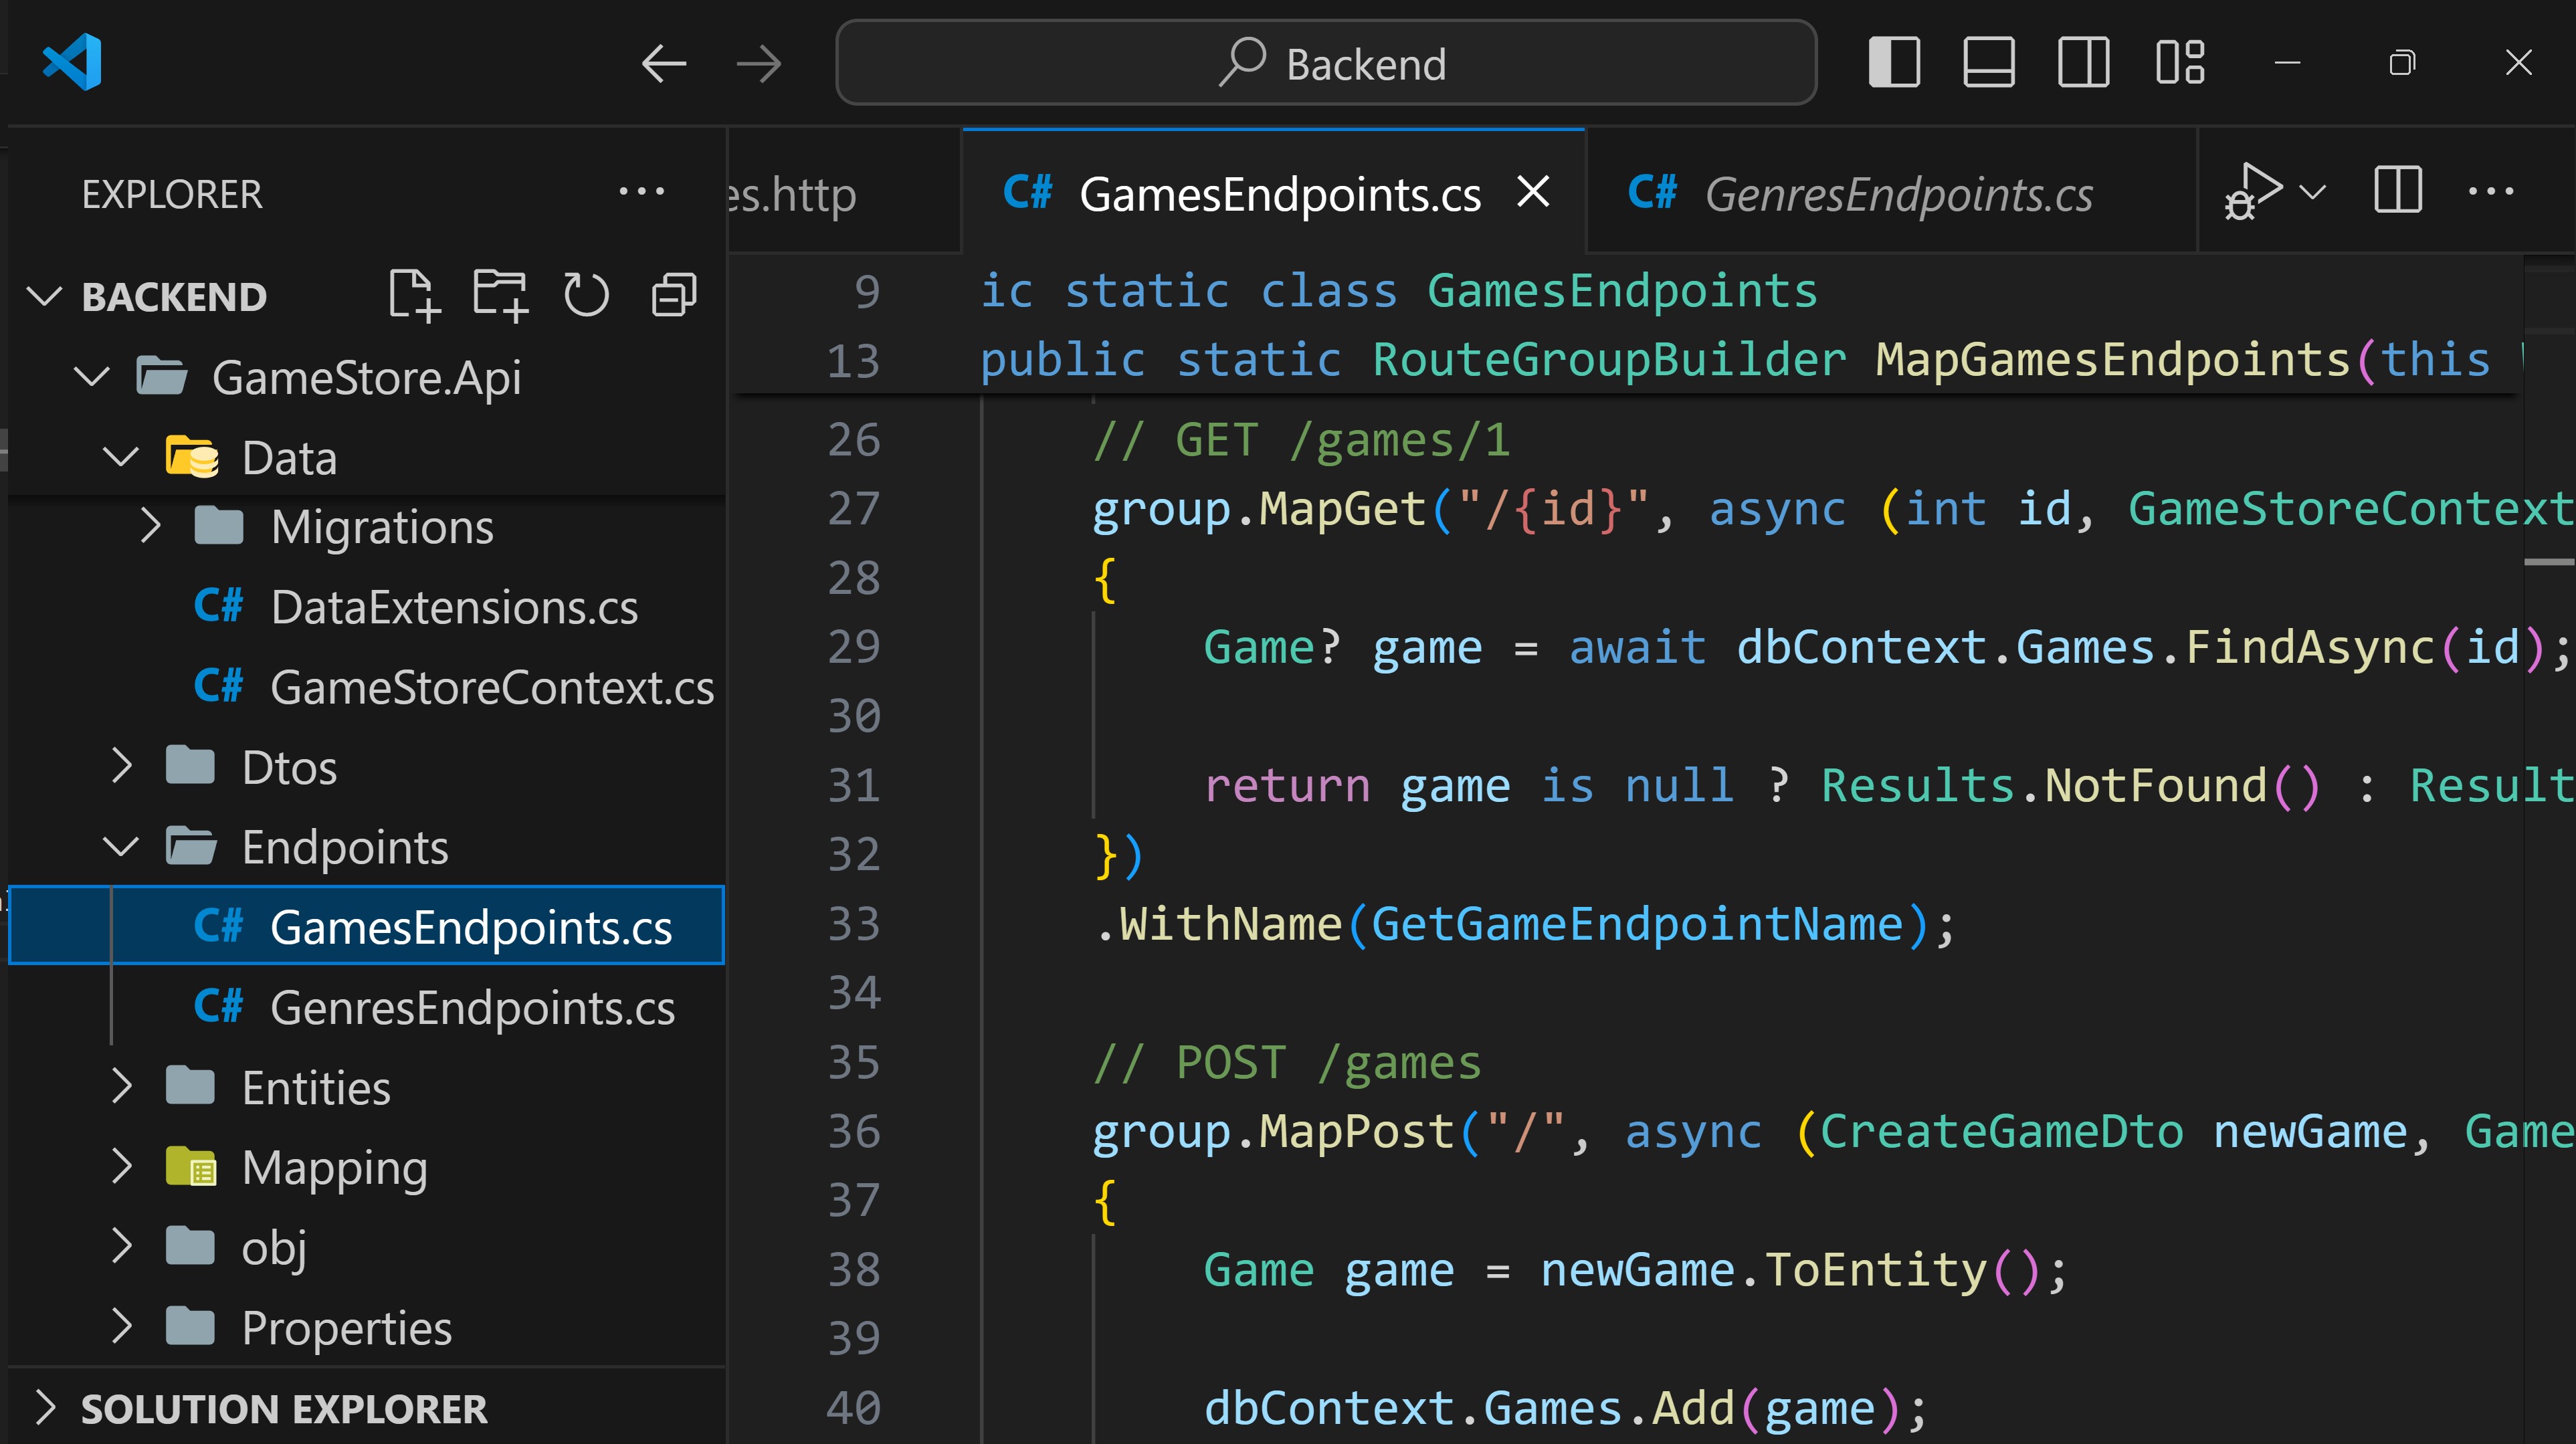 Backend
EXPLORER
BACKEND
GameStore.Api
Data
Migrations
C# DataExtensions.cs
C# GameStoreContext.cs
Dtos
Endpoints
C# GamesEndpoints.cs
C# GenresEndpoints.cs
Entities
Mapping
obj
Properties
SOLUTION EXPLORER
es.http
C# GamesEndpoints.cs
C# GenresEndpoints.cs
9 ic static class GamesEndpoints
13 public static RouteGroupBuilder MapGamesEndpoints(this
26 // GET /games/1
27 group.MapGet("/{id}", async (int id, GameStoreContext
28 {
29 Game? game = await dbContext.Games.FindAsync(id);
30
31 return game is null ? Results.NotFound() : Result
32 })
33 .WithName(GetGameEndpointName);
34
35 // POST /games
36 group.MapPost("/", async (CreateGameDto newGame, Game
37 {
38 Game game = newGame.ToEntity();
39
40 dbContext.Games.Add(game);